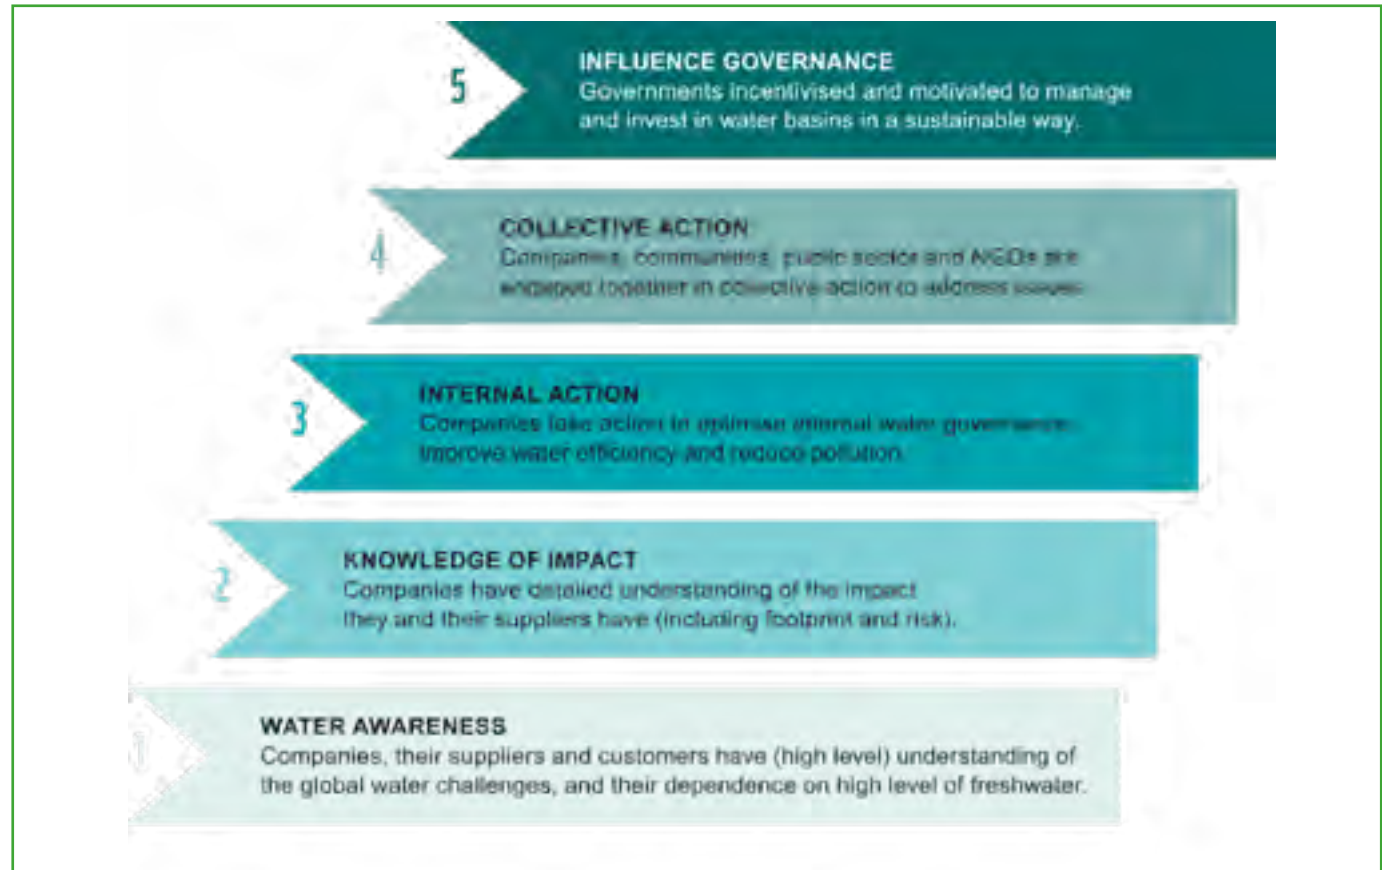 5
INFLUENCE GOVERNANCE
Governments incentivised and motivated to manage
and invest in water basins in a sustainable way.
4
COLLECTIVE ACTION
Companies, communities, public sector and NGOs are
engaged together in collective action to address issues.
3
INTERNAL ACTION
Companies take action to optimise internal water governance.
Improve water efficiency and reduce pollution.
2
KNOWLEDGE OF IMPACT
Companies have detailed understanding of the impact
they and their suppliers have (including footprint and risk).
1
WATER AWARENESS
Companies, their suppliers and customers have (high level) understanding of
the global water challenges, and their dependence on high level of freshwater.